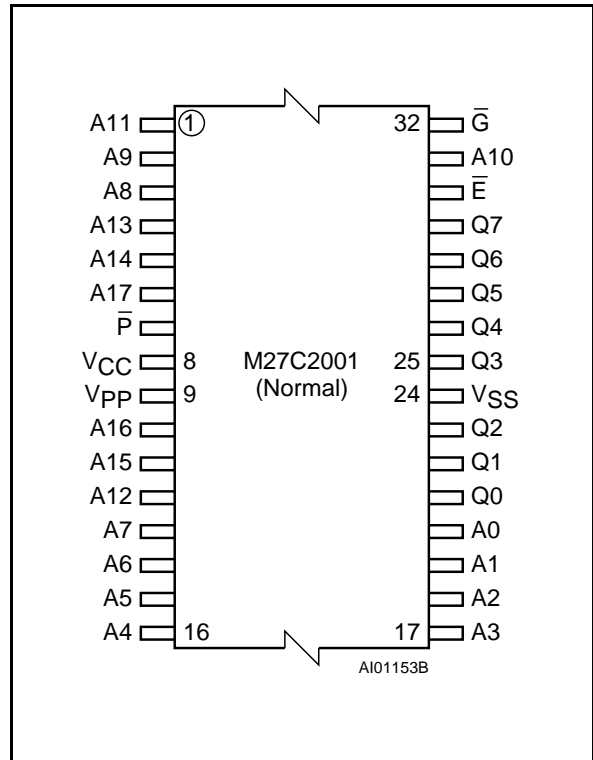 A11 1 32 G̅
A9 A10
A8 E̅
A13 Q7
A14 Q6
A17 Q5
P̅ Q4
VCC 8 M27C2001 25 Q3
VPP 9 (Normal) 24 VSS
A16 Q2
A15 Q1
A12 Q0
A7 A0
A6 A1
A5 A2
A4 16 17 A3
AI01153B